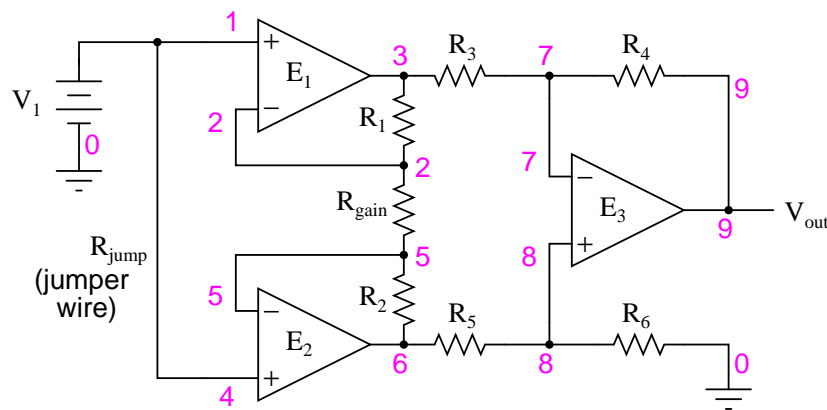 1
3
R3
7
R4
+
E1
9
V1
−
R1
2
0
2
7
−
Rgain
E3
Vout
+
9
8
Rjump
5
(jumper
wire)
5
−
R2
R5
R6
E2
+
4
6
8
0